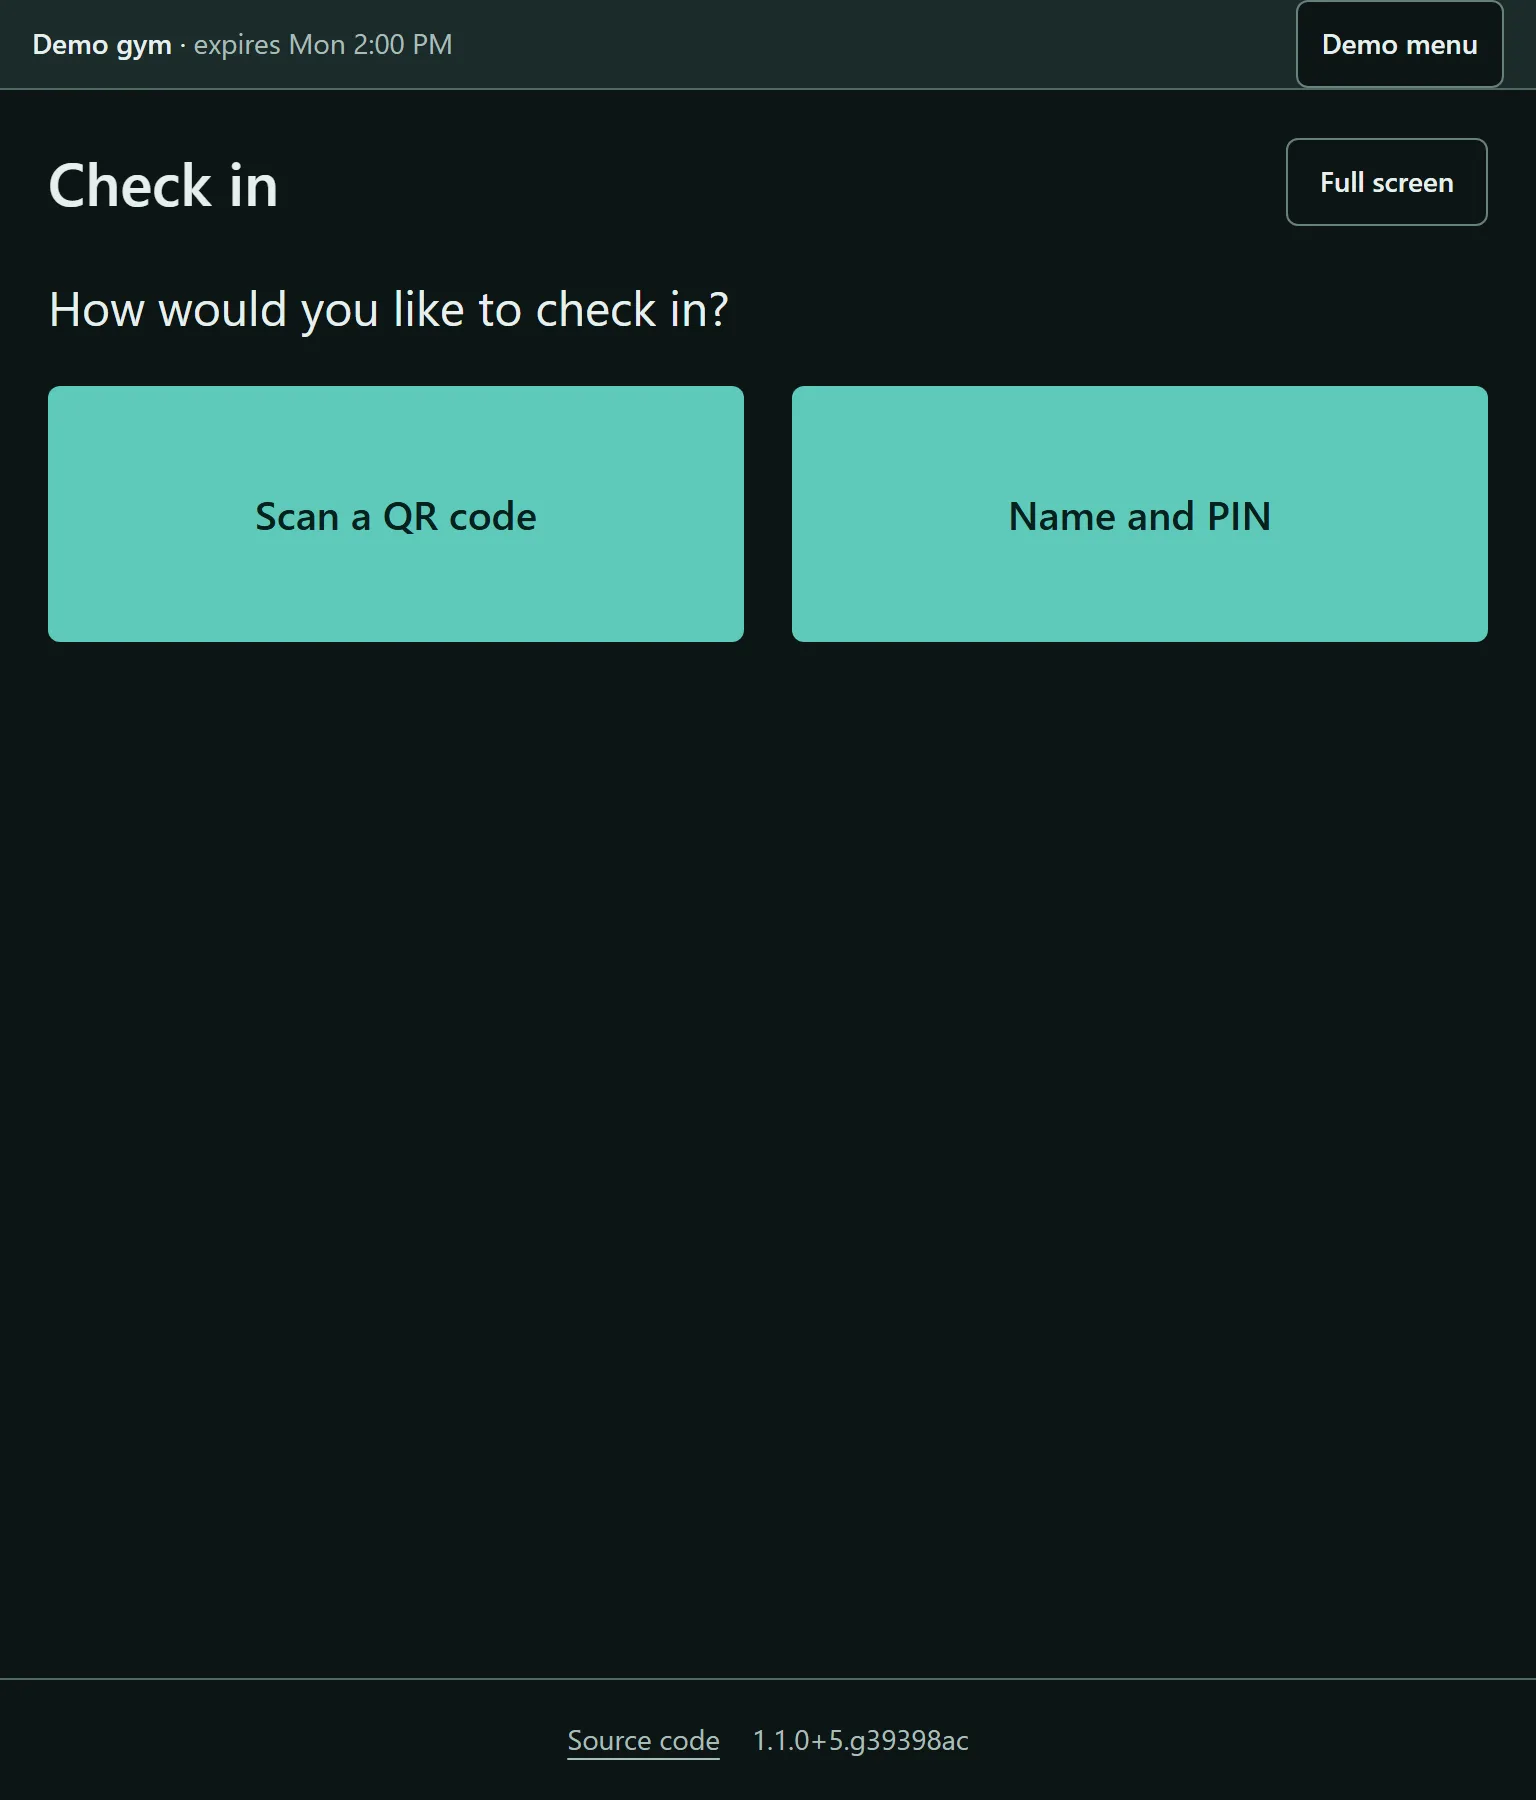 Demo gym · expires Mon 2:00 PM
Demo menu
Check in
Full screen
How would you like to check in?
Scan a QR code
Name and PIN
Source code 1.1.0+5.g39398ac